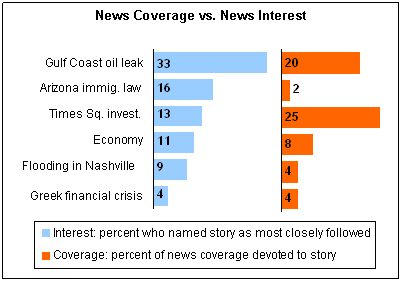 News Coverage vs. News Interest
Gulf Coast oil leak 33 20
Arizona immig. law 16 2
Times Sq. invest. 13 25
Economy 11 8
Flooding in Nashville 9 4
Greek financial crisis 4 4
Interest: percent who named story as most closely followed
Coverage: percent of news coverage devoted to story